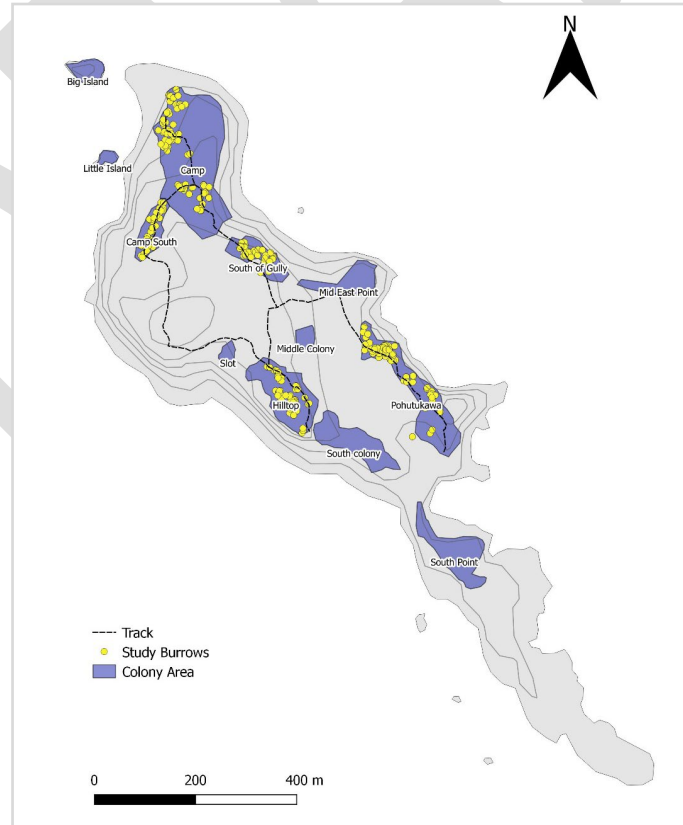 N
Big Island
Little Island
Camp
Camp South
South of Gully
Mid East Point
Middle Colony
Slot
Hilltop
Pohutukawa
South colony
South Point
Track
Study Burrows
Colony Area
0 200 400 m